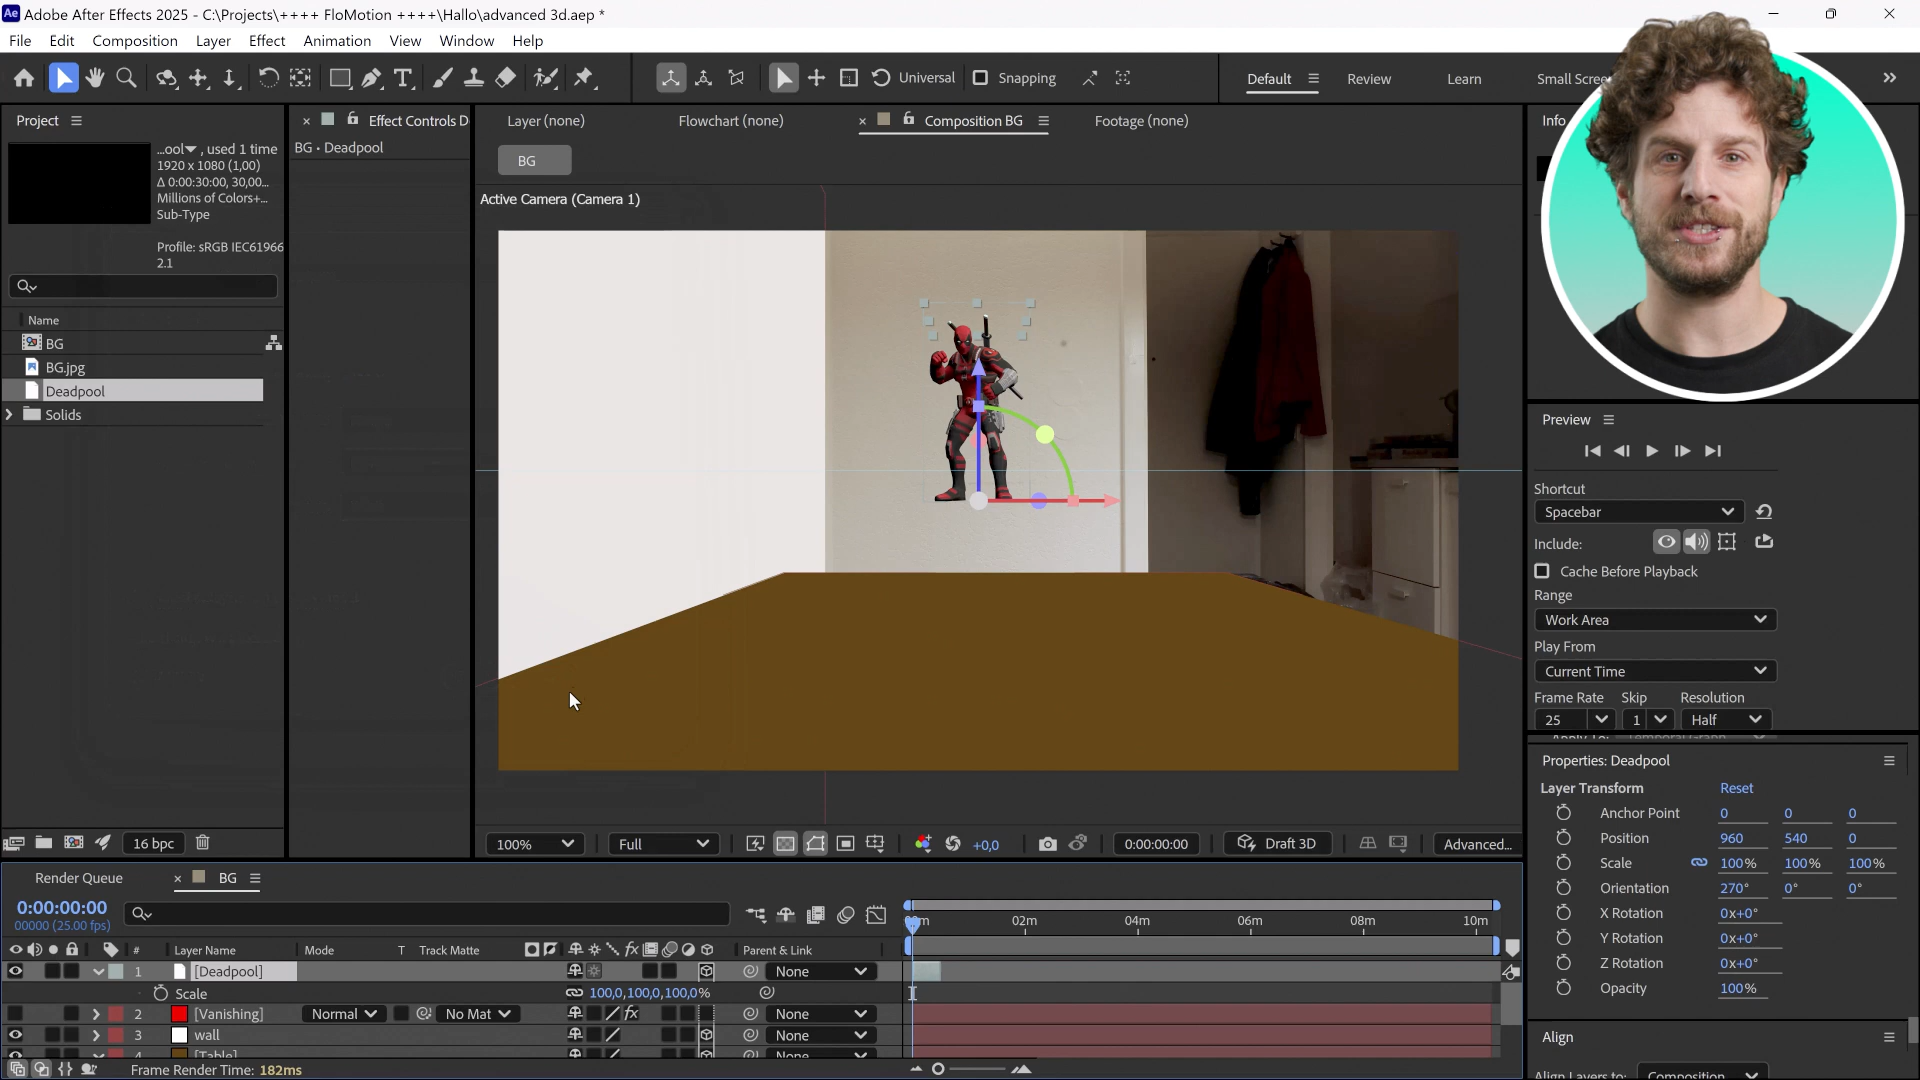 Adobe After Effects 2025 - C:\Projects\++++ FloMotion ++++\Hallo\advanced 3d.aep *
File Edit Composition Layer Effect Animation View Window Help
Universal Snapping Default Review Learn Small Scree
Project Effect Controls D Layer (none) Flowchart (none) Composition BG Footage (none) Info
...ool , used 1 time
1920 x 1080 (1,00)
Δ 0:00:30:00, 30,00...
Millions of Colors+...
Sub-Type
Profile: sRGB IEC61966
2.1
BG • Deadpool
BG
Active Camera (Camera 1)
Name
BG
BG.jpg
Deadpool
Solids
Preview
Shortcut
Spacebar
Include:
Cache Before Playback
Range
Work Area
Play From
Current Time
Frame Rate Skip Resolution
25 1 Half
Properties: Deadpool
Layer Transform Reset
Anchor Point 0 0 0
Position 960 540 0
Scale 100% 100% 100%
Orientation 270° 0° 0°
X Rotation 0x+0°
Y Rotation 0x+0°
Z Rotation 0x+0°
Opacity 100%
Align
Align Layers to: Composition
16 bpc 100% Full +0,0 0:00:00:00 Draft 3D Advanced...
Render Queue BG
0:00:00:00
00000 (25.00 fps)
02m 04m 06m 08m 10m
# Layer Name Mode T Track Matte Parent & Link
1 [Deadpool] None
Scale 100,0,100,0,100,0%
2 [Vanishing] Normal No Mat None
3 wall None
4 [Table] None
Frame Render Time: 182ms